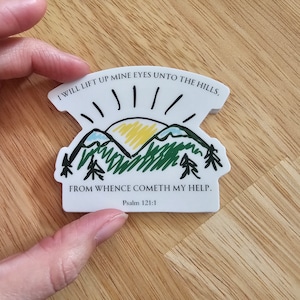 I WILL LIFT UP MINE EYES UNTO THE HILLS,
FROM WHENCE COMETH MY HELP.
Psalm 121:1